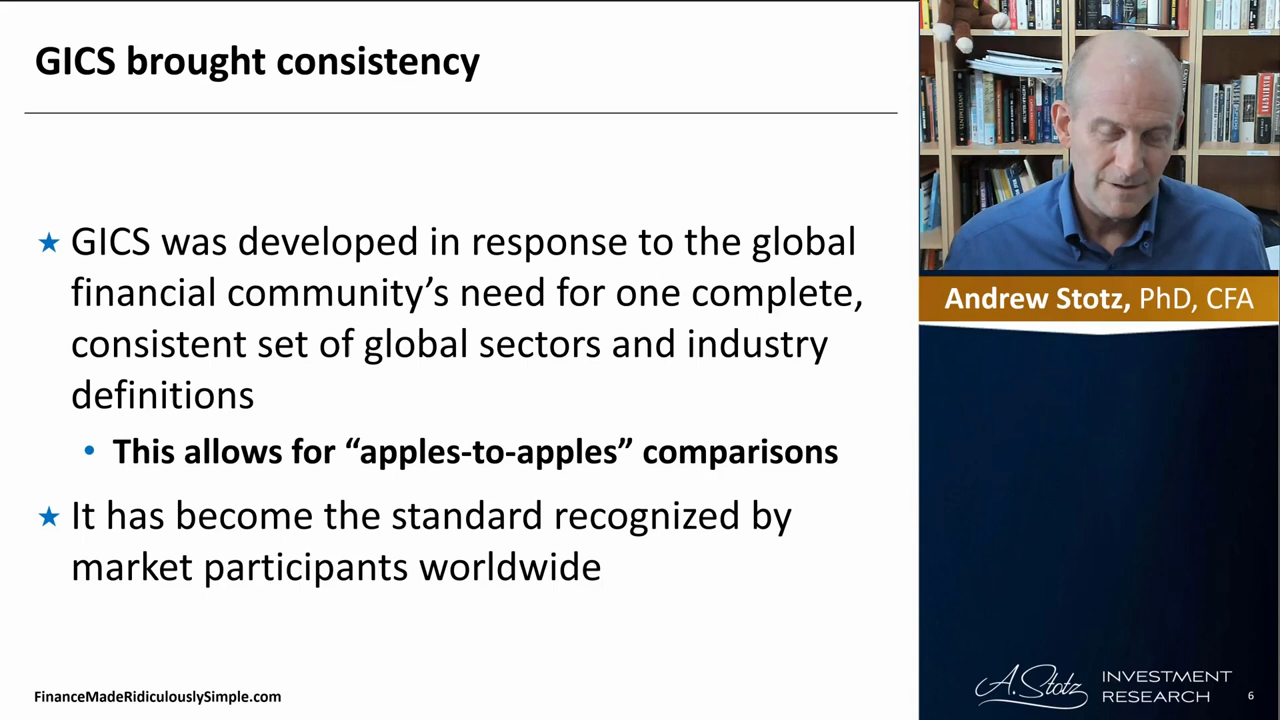 GICS brought consistency
★ GICS was developed in response to the global
financial community’s need for one complete,
consistent set of global sectors and industry
definitions
• This allows for “apples-to-apples” comparisons
★ It has become the standard recognized by
market participants worldwide
FinanceMadeRidiculouslySimple.com
INVESTMENTS
WASHINGTON
Andrew Stotz, PhD, CFA
A. Stotz INVESTMENT
RESEARCH
6